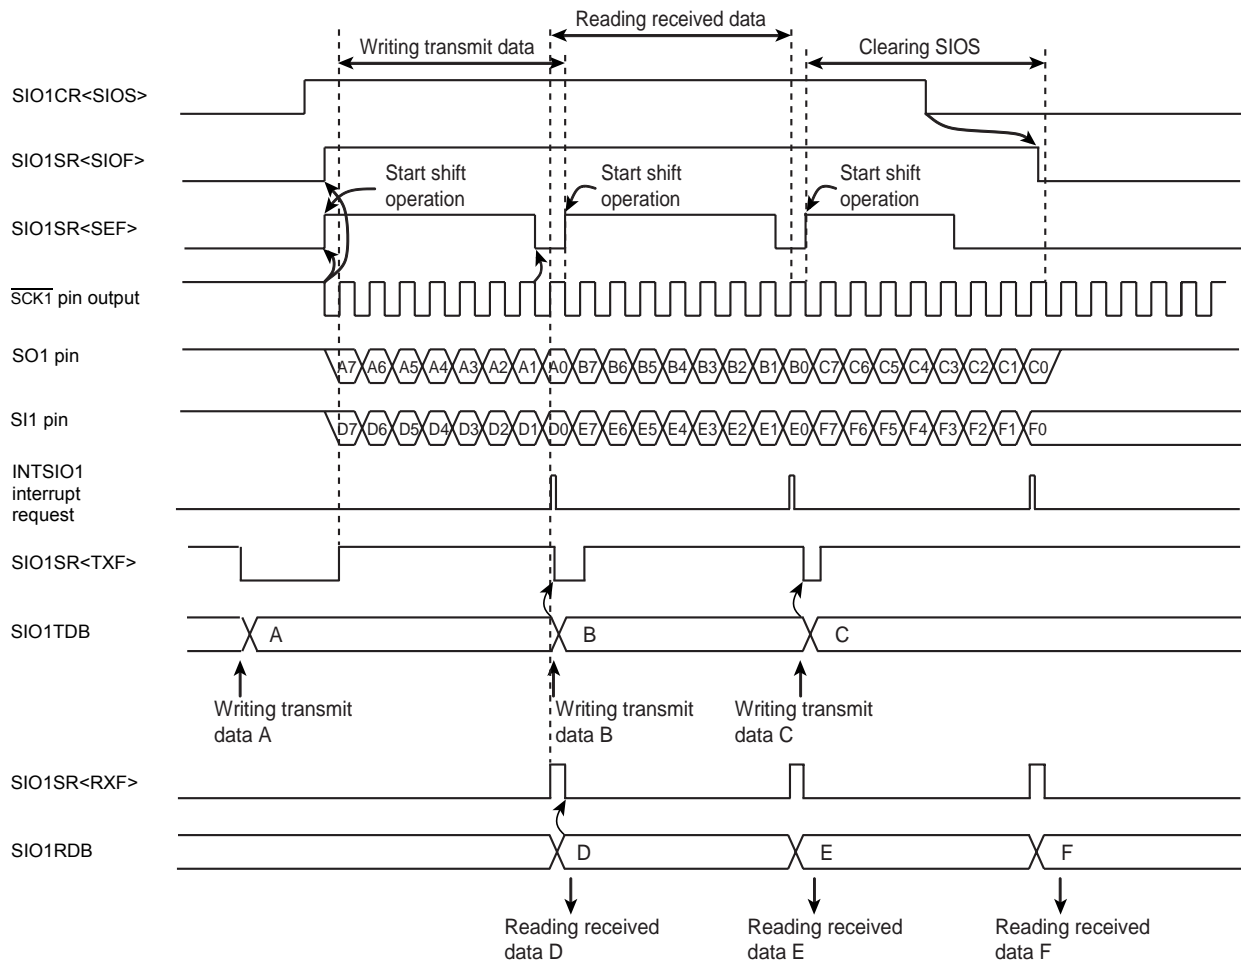 Reading received data
Writing transmit data
Clearing SIOS
SIO1CR<SIOS>
SIO1SR<SIOF>
Start shift
operation
Start shift
operation
Start shift
operation
SIO1SR<SEF>
SCK1 pin output
SO1 pin
A7 A6 A5 A4 A3 A2 A1 A0 B7 B6 B5 B4 B3 B2 B1 B0 C7 C6 C5 C4 C3 C2 C1 C0
SI1 pin
D7 D6 D5 D4 D3 D2 D1 D0 E7 E6 E5 E4 E3 E2 E1 E0 F7 F6 F5 F4 F3 F2 F1 F0
INTSIO1
interrupt
request
SIO1SR<TXF>
SIO1TDB
A
B
C
Writing transmit
data A
Writing transmit
data B
Writing transmit
data C
SIO1SR<RXF>
SIO1RDB
D
E
F
Reading received
data D
Reading received
data E
Reading received
data F